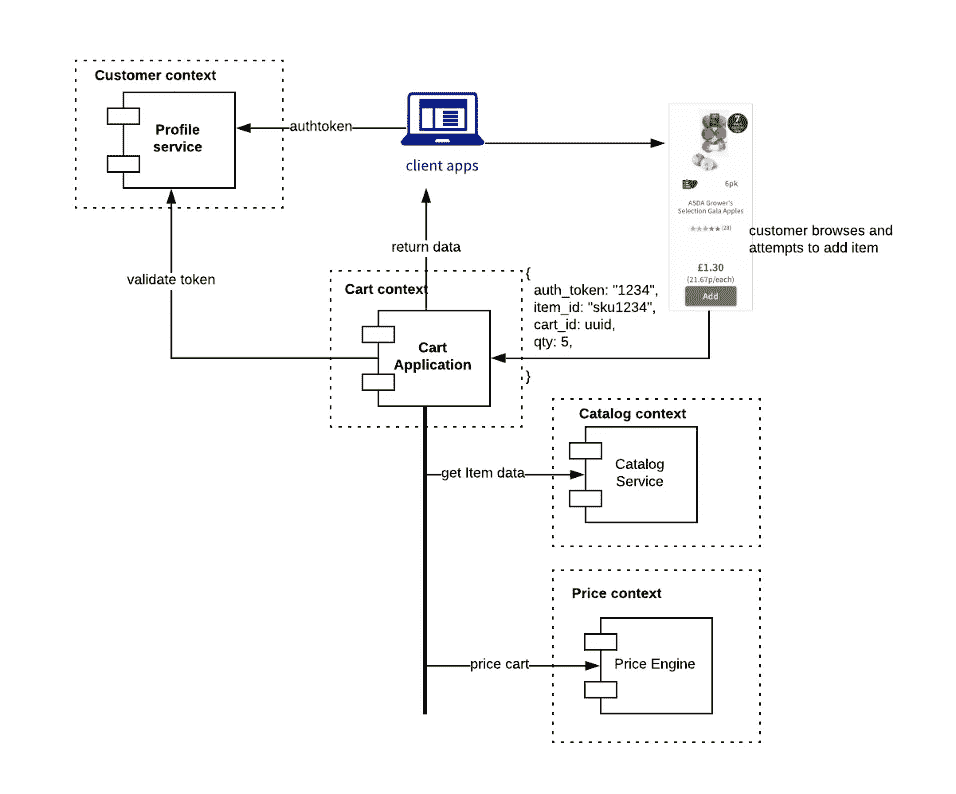 Customer context
Profile
service
authtoken
client apps
6pk
ASDA Grower's
Selection Gala Apples
(28)
customer browses and
attempts to add item
£1.30
(21.67p/each)
Add
validate token
return data
Cart context
{
auth_token: "1234",
item_id: "sku1234",
cart_id: uuid,
qty: 5,
}
Cart
Application
Catalog context
get Item data
Catalog
Service
Price context
price cart
Price Engine